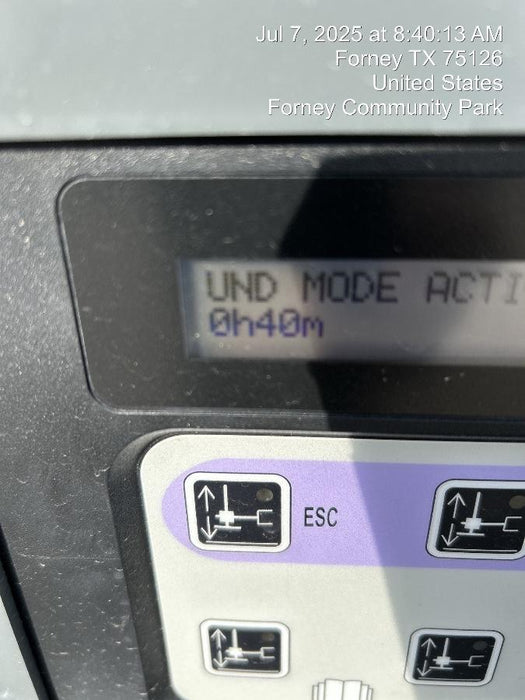 Jul 7, 2025 at 8:40:13 AM
Forney TX 75126
United States
Forney Community Park
UND MODE ACTI
0h40m
ESC